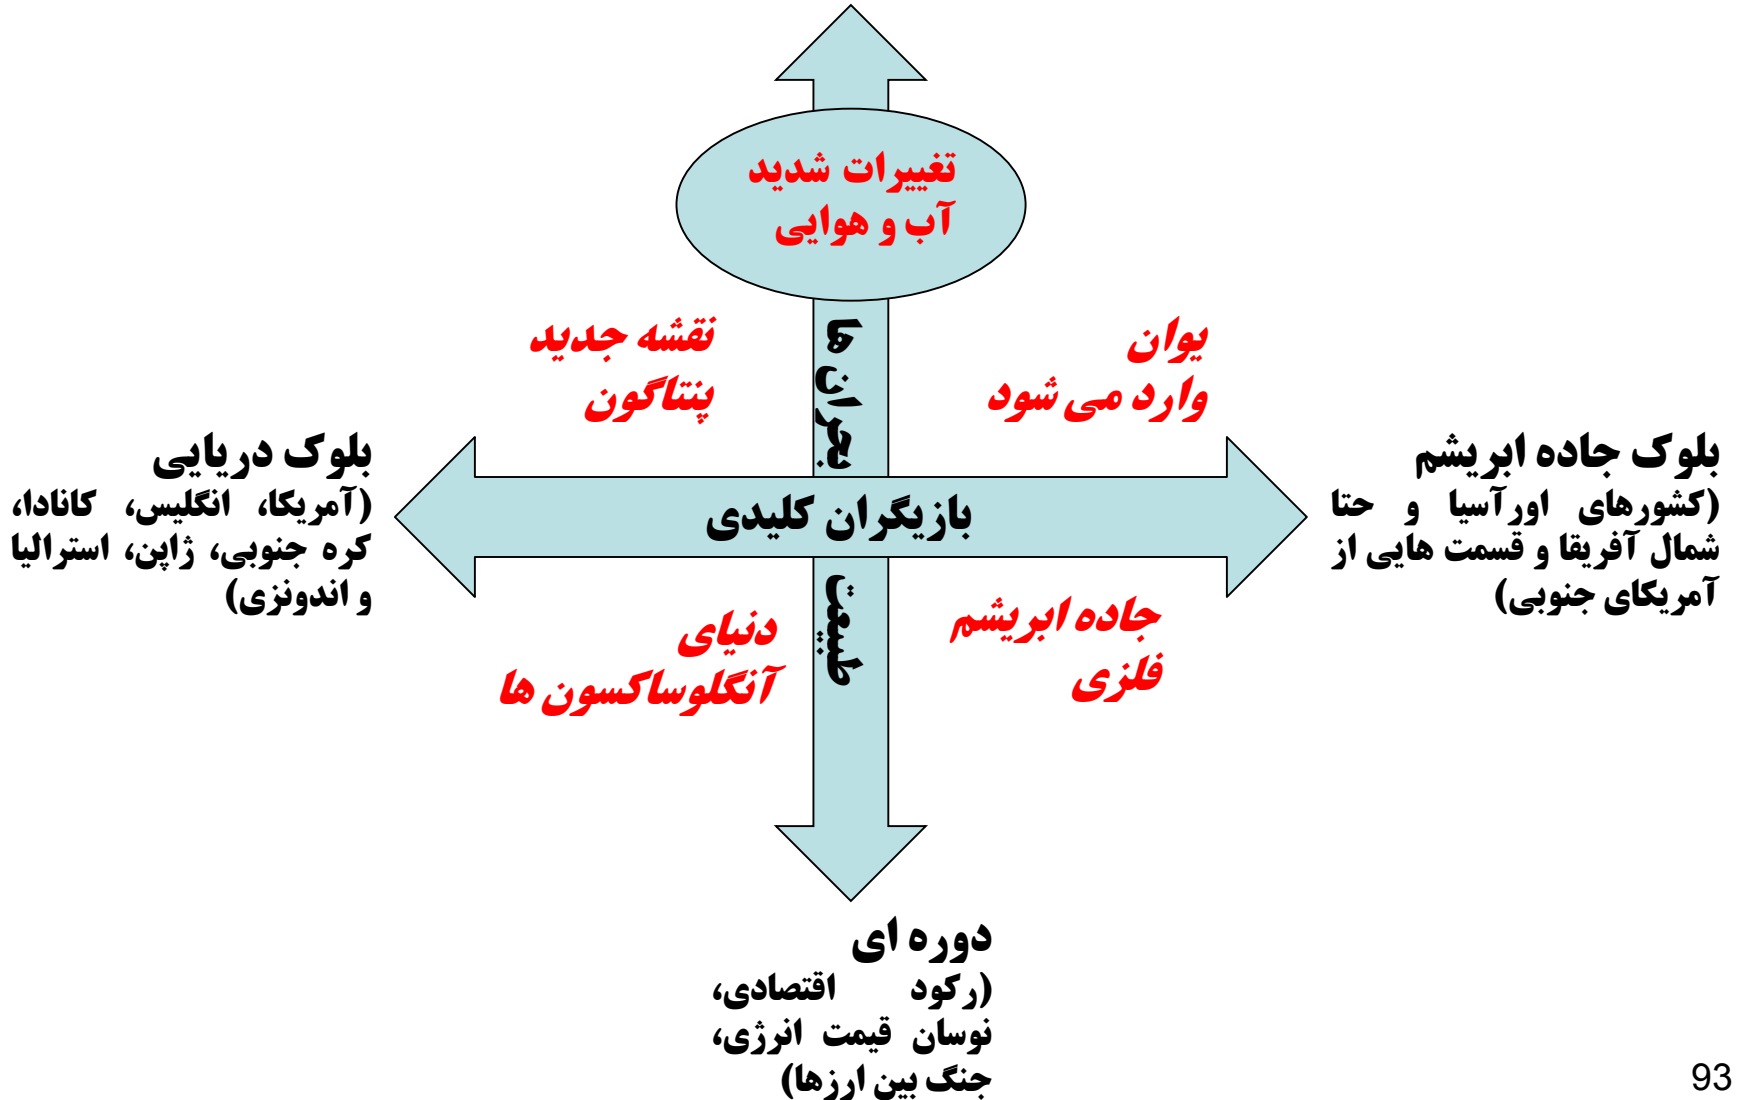 تغییرات شدید
آب و هوایی
یوان
وارد می شود
نقشه جدید
پنتاگون
بلوک جاده ابریشم
(کشورهای اورآسیا و حتا
شمال آفریقا و قسمت هایی از
آمریکای جنوبی)
بازیگران کلیدی
بلوک دریایی
(آمریکا، انگلیس، کانادا،
کره جنوبی، ژاپن، استرالیا
و اندونزی)
طبیعت بحران ها
جاده ابریشم
فلزی
دنیای
آنگلوساکسون ها
دوره ای
(رکود اقتصادی،
نوسان قیمت انرژی،
جنگ بین ارزها)
93